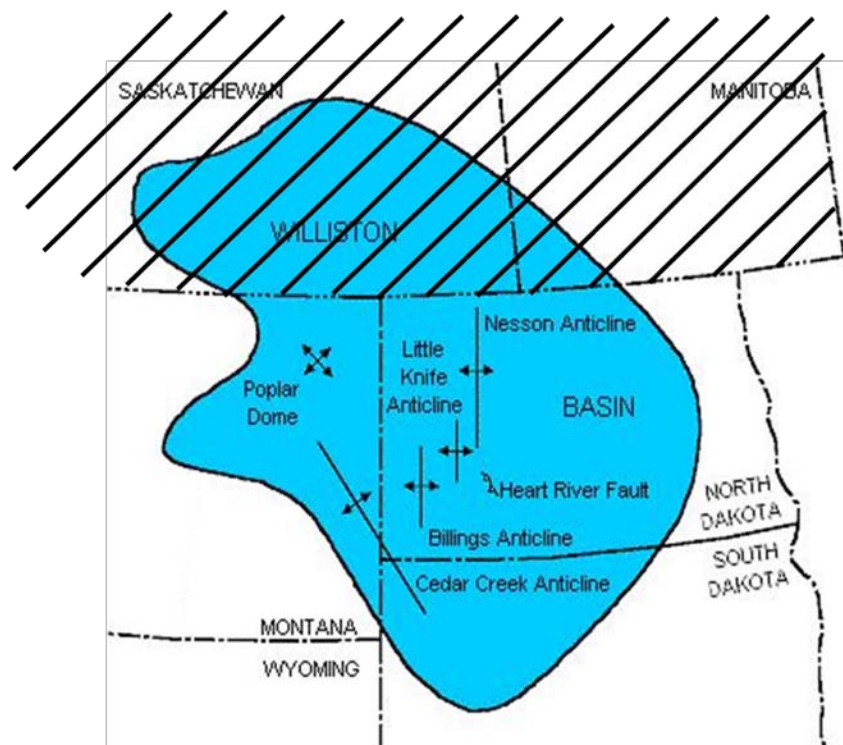 SASKATCHEWAN
MANITOBA
WILLISTON
Nesson Anticline
Little
Knife
Anticline
Poplar
Dome
BASIN
Heart River Fault
NORTH
DAKOTA
Billings Anticline
SOUTH
DAKOTA
Cedar Creek Anticline
MONTANA
WYOMING